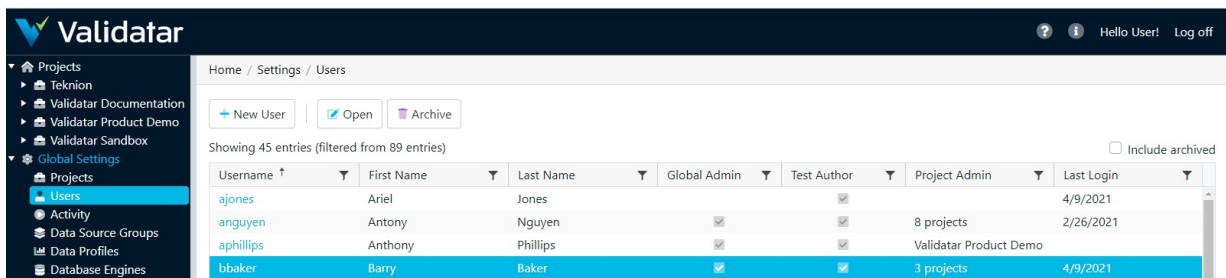 Validatar
Hello User! Log off
Projects
Teknion
Validatar Documentation
Validatar Product Demo
Validatar Sandbox
Global Settings
Projects
Users
Activity
Data Source Groups
Data Profiles
Database Engines
Home / Settings / Users
+ New User Open Archive
Showing 45 entries (filtered from 89 entries) Include archived
Username ↑ First Name Last Name Global Admin Test Author Project Admin Last Login
ajones Ariel Jones 4/9/2021
anguyen Antony Nguyen 8 projects 2/26/2021
aphillips Anthony Phillips Validatar Product Demo
bbaker Barry Baker 3 projects 4/9/2021